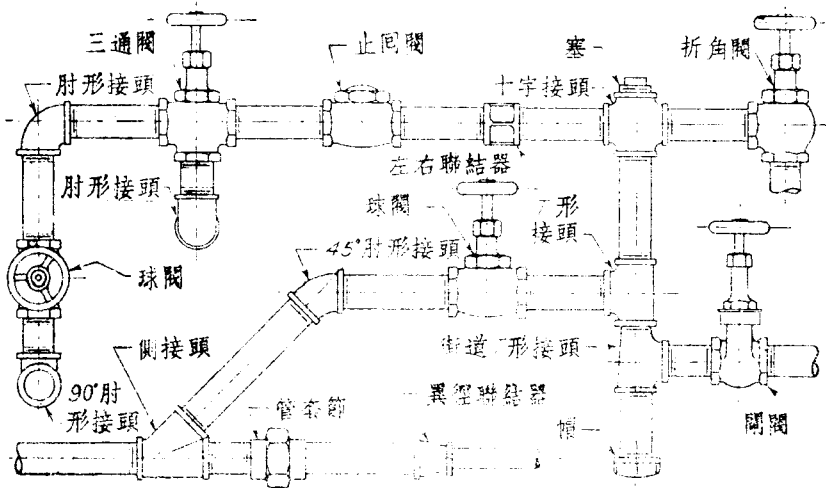 三通閥
止回閥
塞
折角閥
肘形接頭
十字接頭
左右聯結器
肘形接頭
球閥
T形
接頭
45°肘形接頭
球閥
側接頭
街道T形接頭
90°肘
形接頭
管套節
異徑聯結器
帽
閘閥